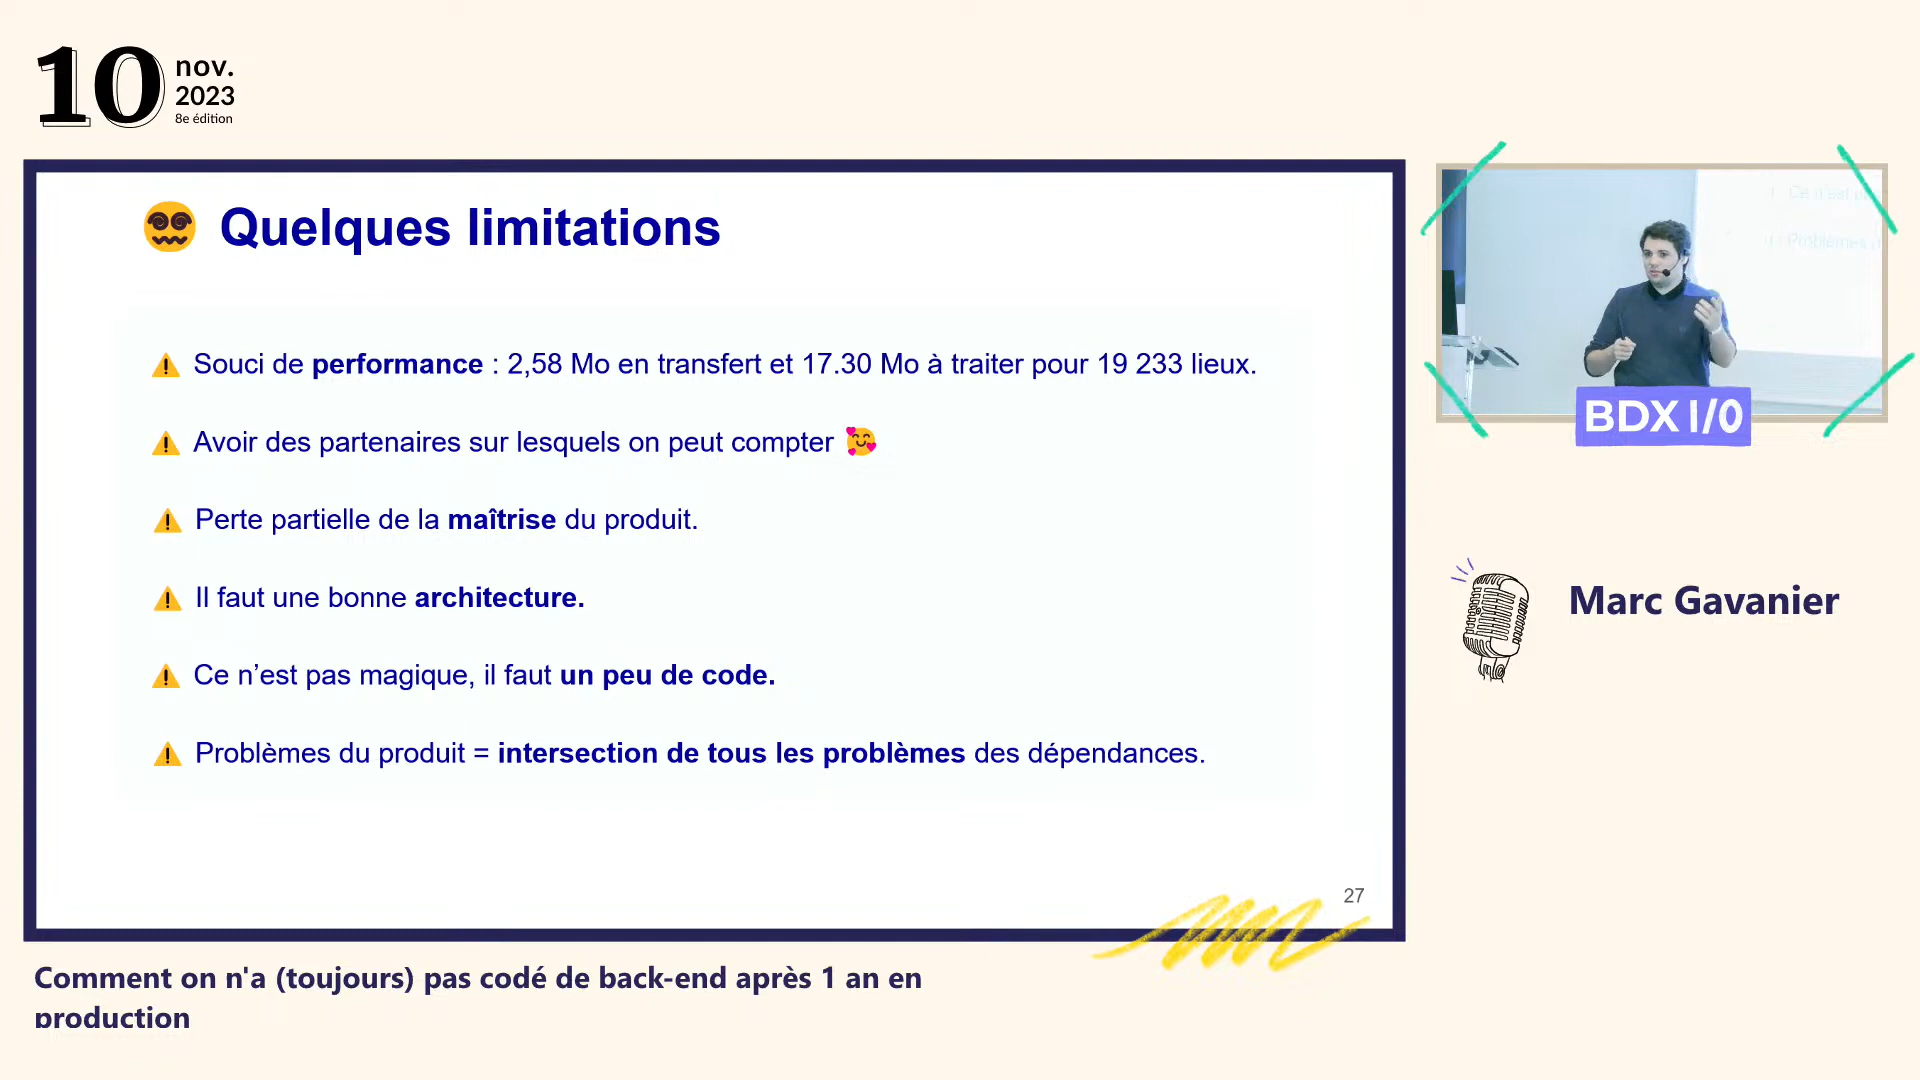 10
nov.
2023
8e édition
Quelques limitations
Souci de performance : 2,58 Mo en transfert et 17.30 Mo à traiter pour 19 233 lieux.
Avoir des partenaires sur lesquels on peut compter
Perte partielle de la maîtrise du produit.
Il faut une bonne architecture.
Ce n’est pas magique, il faut un peu de code.
Problèmes du produit = intersection de tous les problèmes des dépendances.
27
Ce n'est
Problèmes
BDX I/O
Marc Gavanier
Comment on n'a (toujours) pas codé de back-end après 1 an en
production